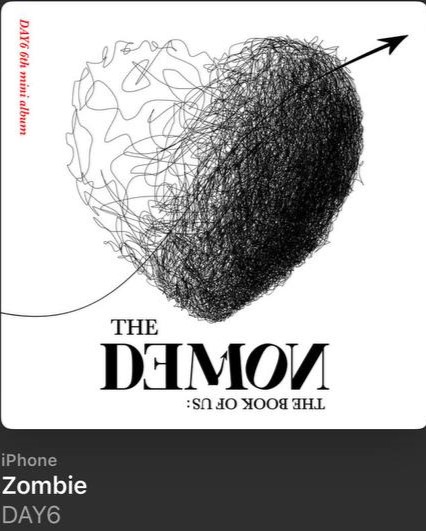 DAY6 6th mini album
THE
DEMON
THE BOOK OF US:
iPhone
Zombie
DAY6